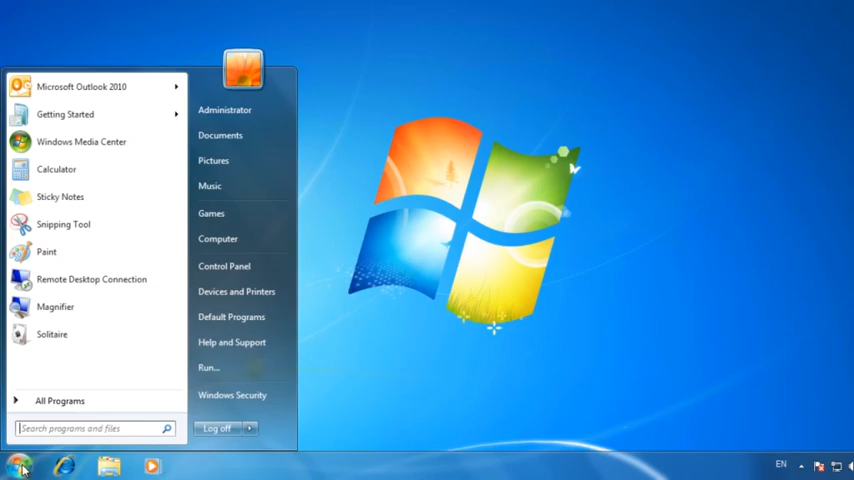 Microsoft Outlook 2010
Getting Started
Windows Media Center
Calculator
Sticky Notes
Snipping Tool
Paint
Remote Desktop Connection
Magnifier
Solitaire
All Programs
Search programs and files
Administrator
Documents
Pictures
Music
Games
Computer
Control Panel
Devices and Printers
Default Programs
Help and Support
Run...
Windows Security
Log off
EN